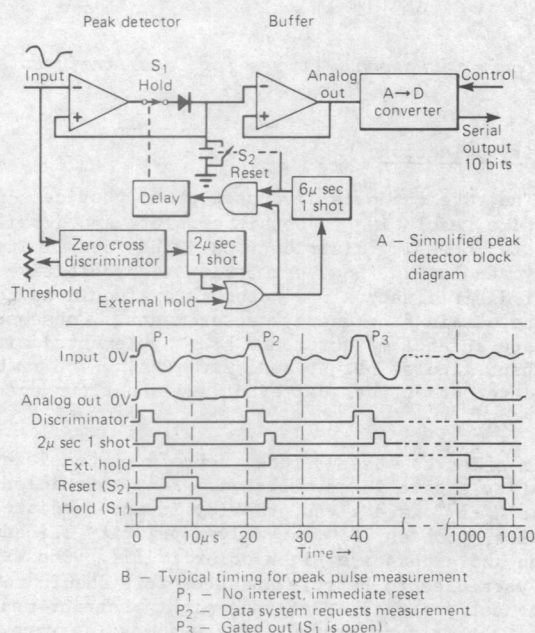 Peak detector
Buffer
Input
S1
Hold
Analog
out
A→D
converter
Control
Serial
output
10 bits
S2
Reset
Delay
6μ sec
1 shot
Zero cross
discriminator
2μ sec
1 shot
Threshold
External hold
A – Simplified peak
detector block
diagram
P1
P2
P3
Input 0V
Analog out 0V
Discriminator
2μ sec 1 shot
Ext. hold
Reset (S2)
Hold (S1)
0 10μs 20 30 40 1000 1010
Time→
B – Typical timing for peak pulse measurement
P1 – No interest, immediate reset
P2 – Data system requests measurement
P3 – Gated out (S1 is open)